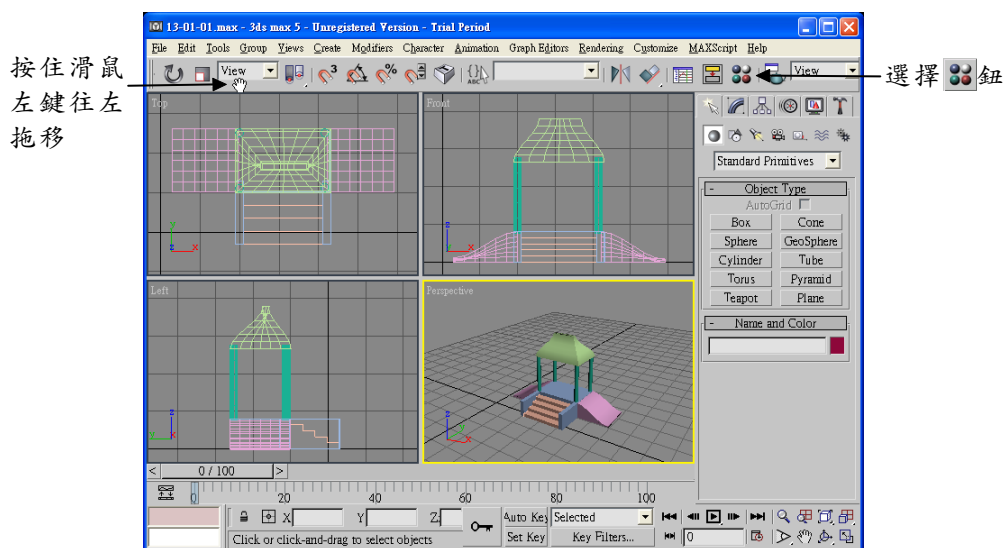 13-01-01.max - 3ds max 5 - Unregistered Version - Trial Period
File Edit Tools Group Views Create Modifiers Character Animation Graph Editors Rendering Customize MAXScript Help
按住滑鼠
左鍵往左
拖移
View
3
%
ABC
View
選擇 鈕
Top
Front
y
z x
z
x
Standard Primitives
- Object Type
AutoGrid
Box Cone
Sphere GeoSphere
Cylinder Tube
Torus Pyramid
Teapot Plane
- Name and Color
Left
Perspective
z
y x
z
y
x
< 0 / 100 >
0 20 40 60 80 100
X Y Z
Auto Key Selected
Click or click-and-drag to select objects
Set Key Key Filters...
0